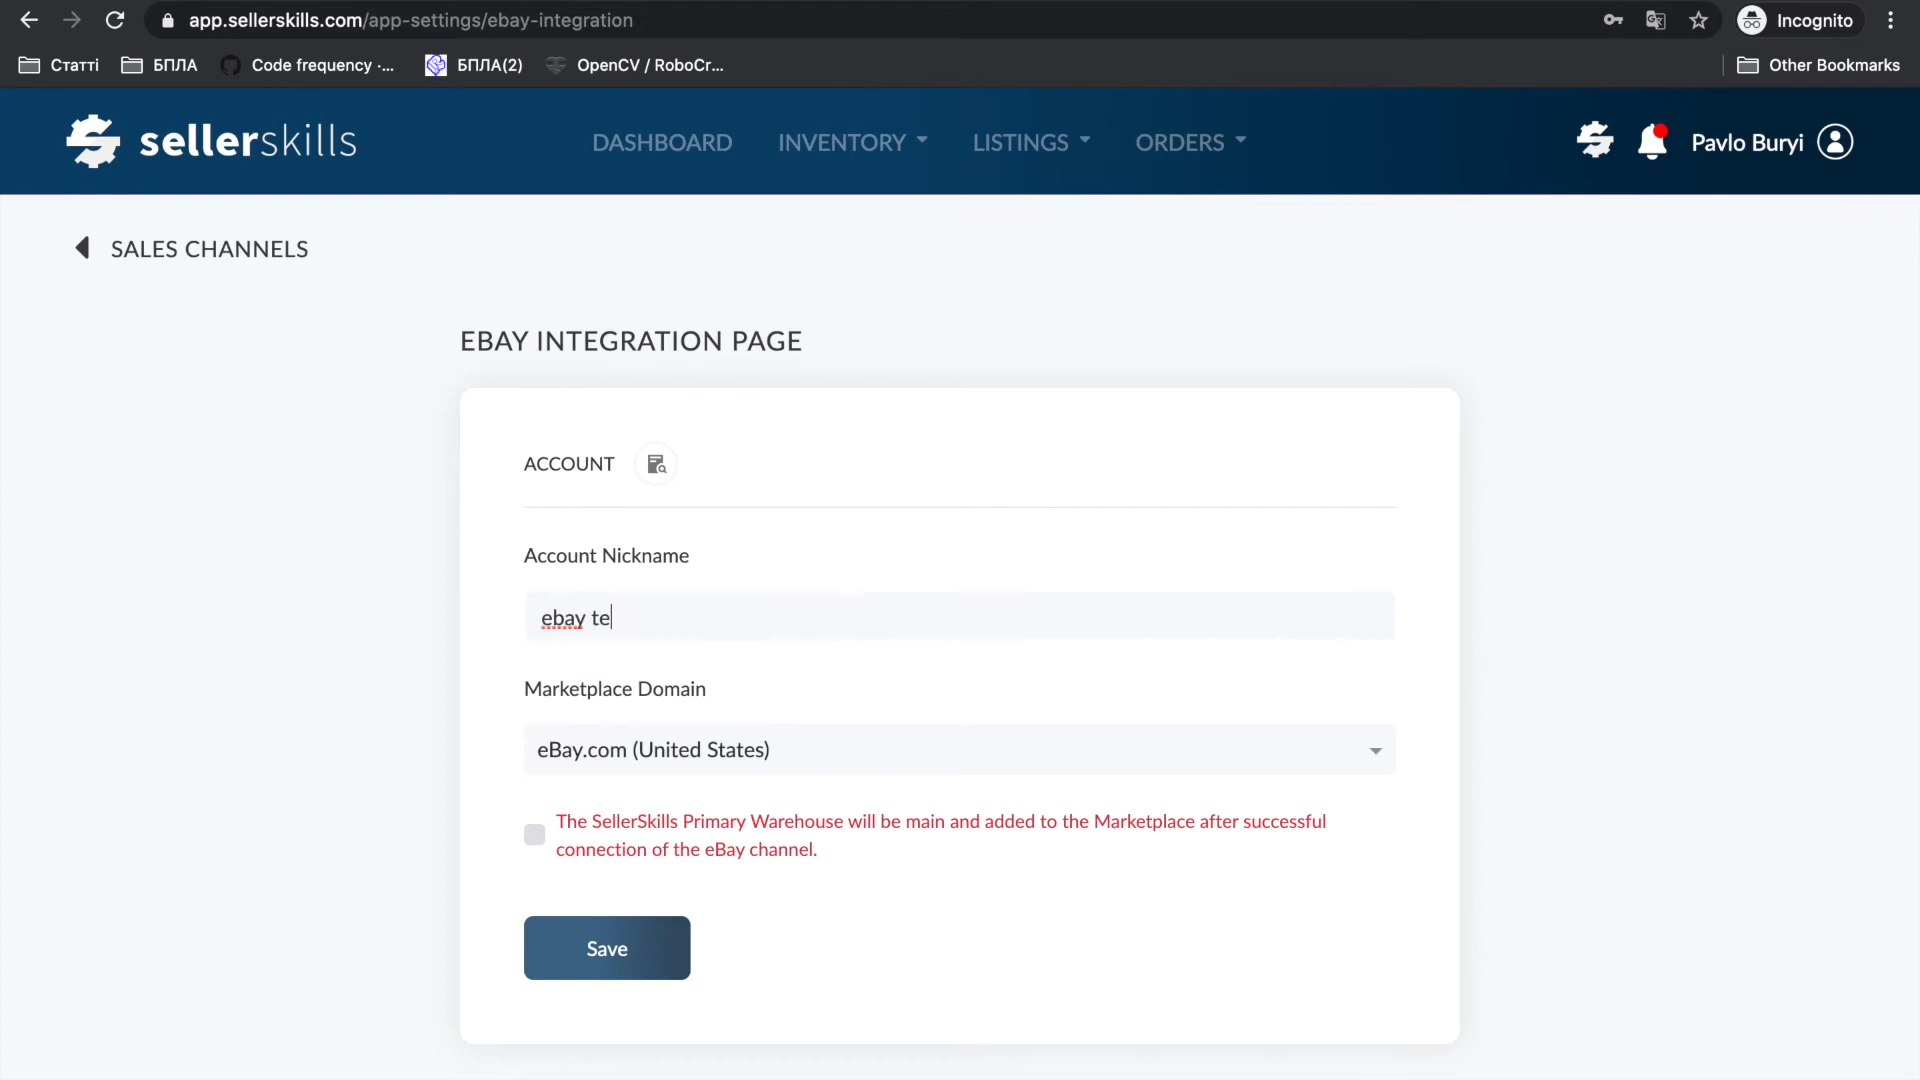 app.sellerskills.com/app-settings/ebay-integration
Incognito
Статті
БПЛА
Code frequency ·...
БПЛА(2)
OpenCV / RoboCr...
Other Bookmarks
sellerskills
DASHBOARD
INVENTORY
LISTINGS
ORDERS
Pavlo Buryi
SALES CHANNELS
EBAY INTEGRATION PAGE
ACCOUNT
Account Nickname
ebay te
Marketplace Domain
eBay.com (United States)
The SellerSkills Primary Warehouse will be main and added to the Marketplace after successful
connection of the eBay channel.
Save